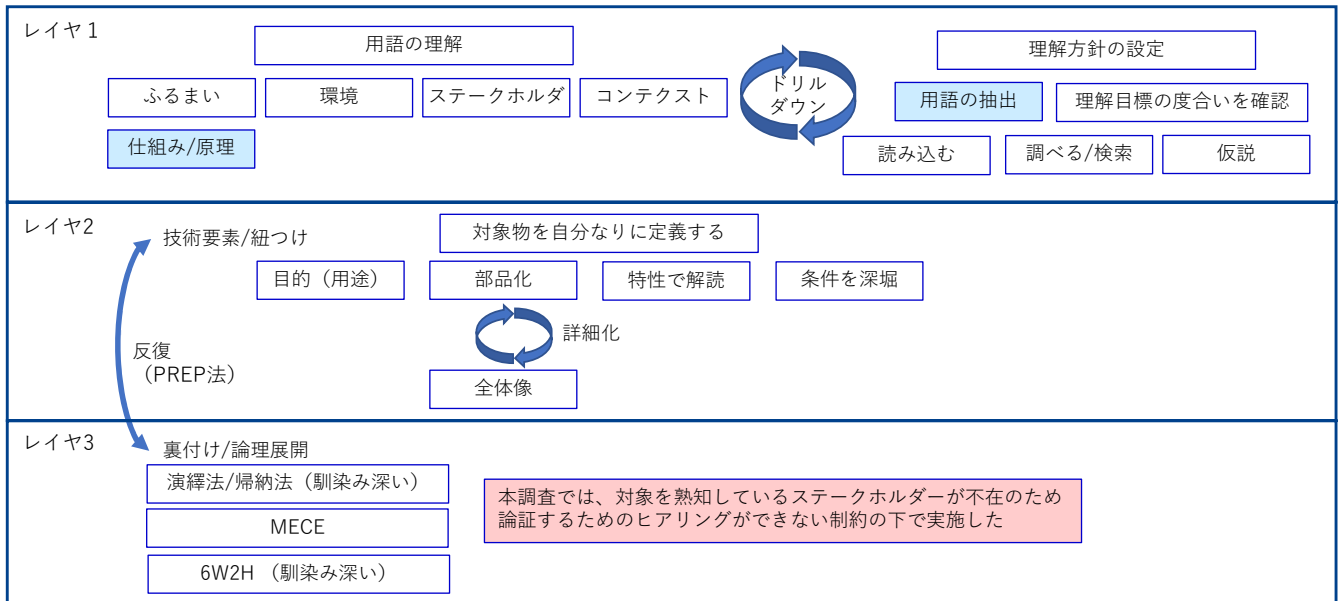 レイヤ１
用語の理解
ふるまい
環境
ステークホルダ
コンテクスト
仕組み/原理
ドリル
ダウン
理解方針の設定
用語の抽出
理解目標の度合いを確認
読み込む
調べる/検索
仮説
レイヤ2
技術要素/紐つけ
対象物を自分なりに定義する
目的（用途）
部品化
特性で解読
条件を深堀
詳細化
全体像
反復
（PREP法）
レイヤ3
裏付け/論理展開
演繹法/帰納法（馴染み深い）
MECE
6W2H （馴染み深い）
本調査では、対象を熟知しているステークホルダーが不在のため
論証するためのヒアリングができない制約の下で実施した